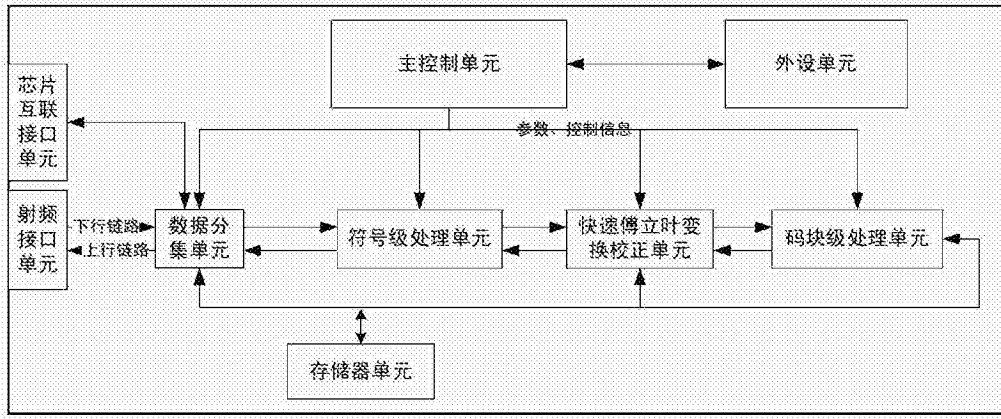 主控制单元
外设单元
芯片
互联
接口
单元
参数、控制信息
射频
接口
单元
下行链路
上行链路
数据分
集单元
符号级处理单元
快速傅立叶变
换校正单元
码块级处理单元
存储器单元